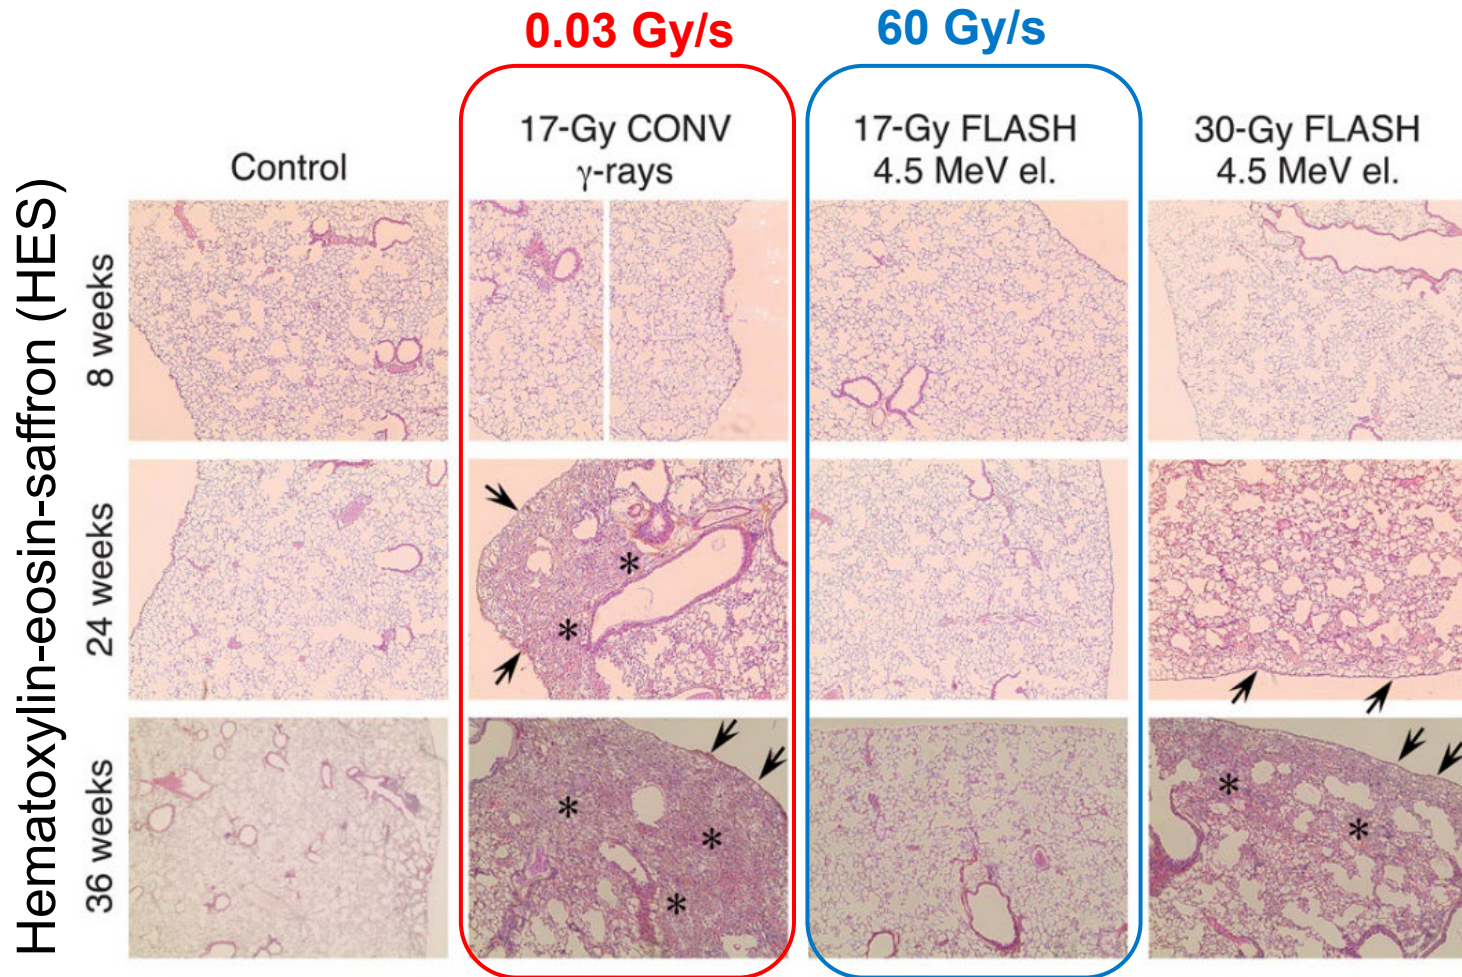 0.03 Gy/s
60 Gy/s
Control
17-Gy CONV
γ-rays
17-Gy FLASH
4.5 MeV el.
30-Gy FLASH
4.5 MeV el.
Hematoxylin-eosin-saffron (HES)
8 weeks
24 weeks
*
*
36 weeks
*
*
*
*
*